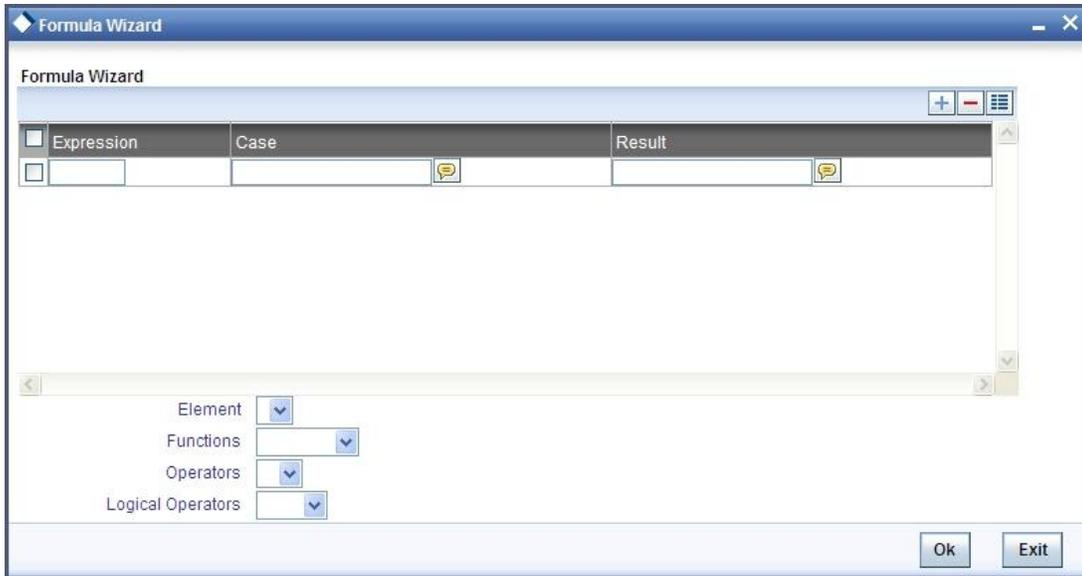 Formula Wizard
Formula Wizard
Expression Case Result
Element
Functions
Operators
Logical Operators
Ok Exit